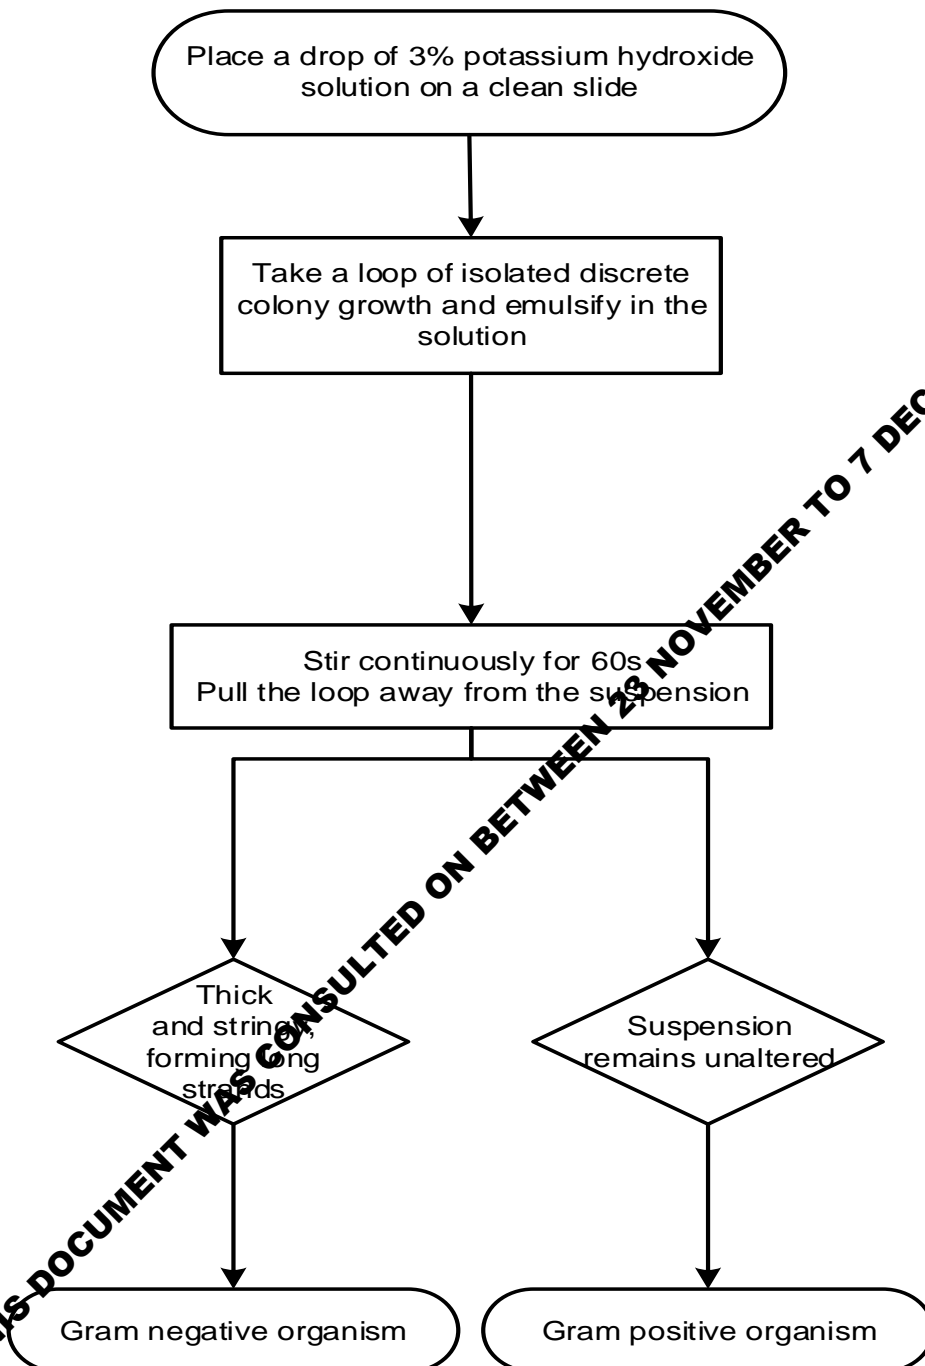 Place a drop of 3% potassium hydroxide
solution on a clean slide
Take a loop of isolated discrete
colony growth and emulsify in the
solution
Stir continuously for 60s
Pull the loop away from the suspension
Thick
and stringy,
forming long
strands
Suspension
remains unaltered
Gram negative organism
Gram positive organism
DOCUMENT WAS CONSULTED ON BETWEEN 23 NOVEMBER TO 7 DEC